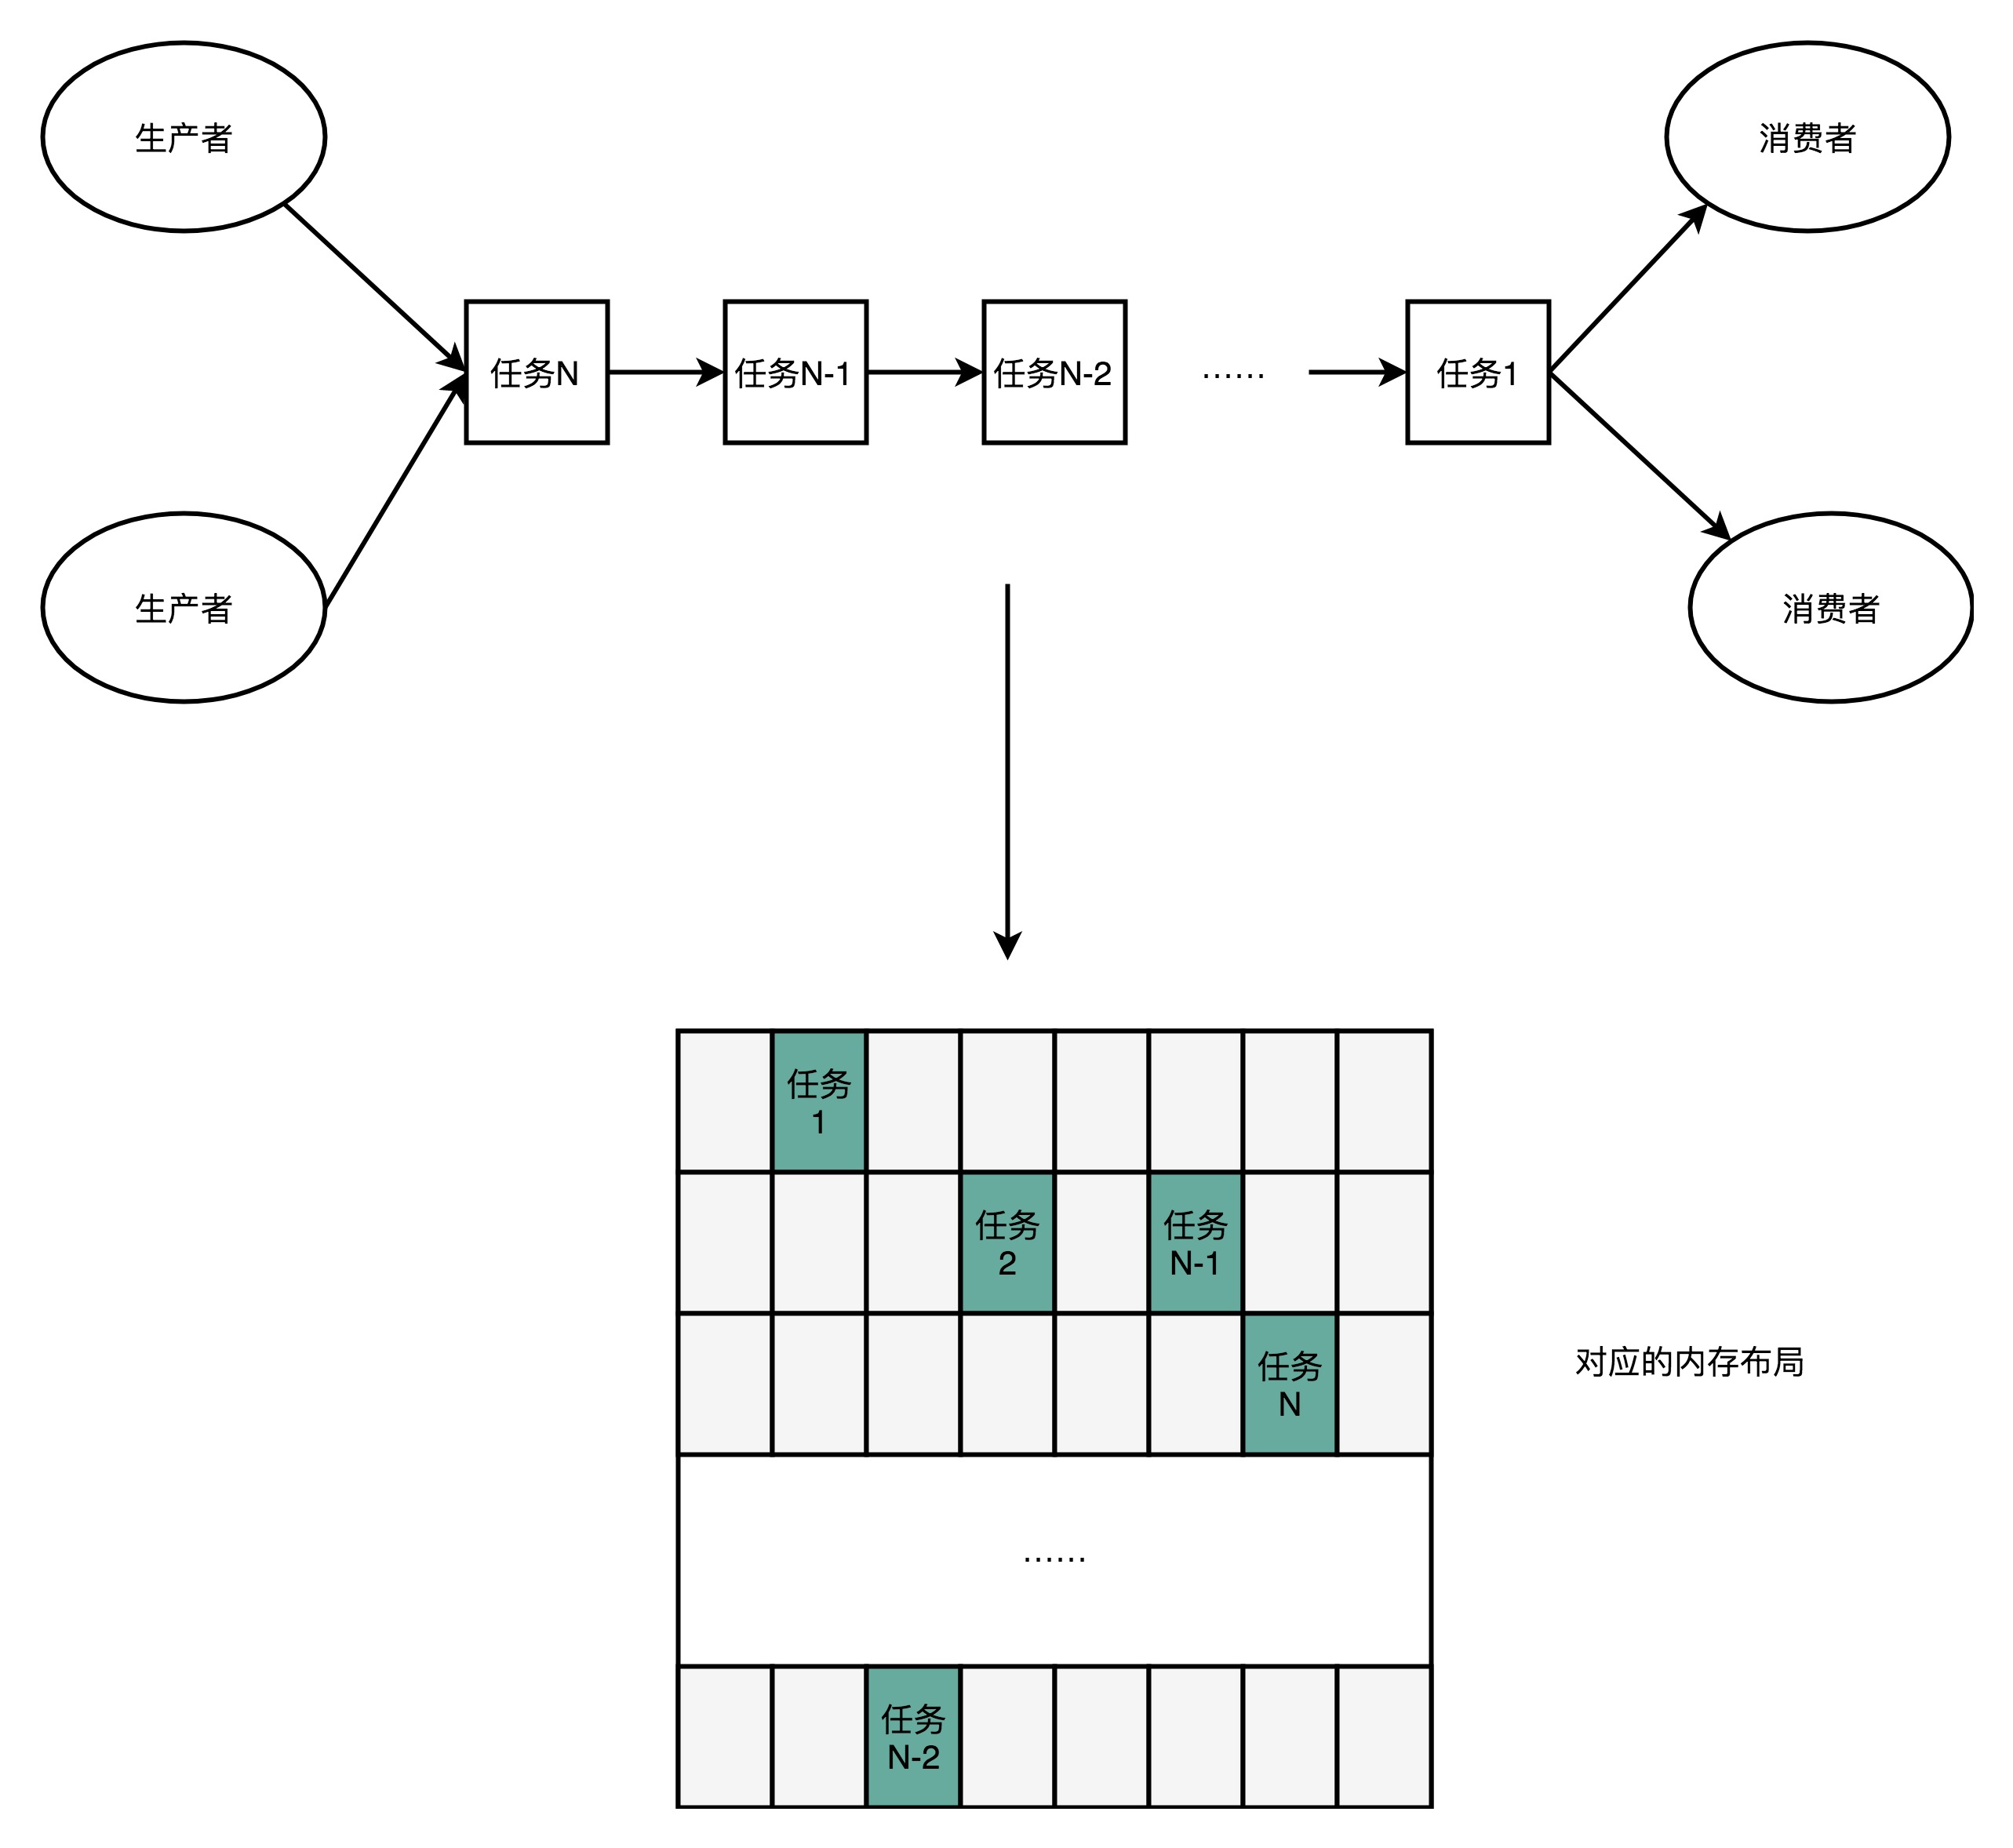 生产者
消费者
任务N
任务N-1
任务N-2
......
任务1
生产者
消费者
任务
1
任务
2
任务
N-1
任务
N
对应的内存布局
......
任务
N-2